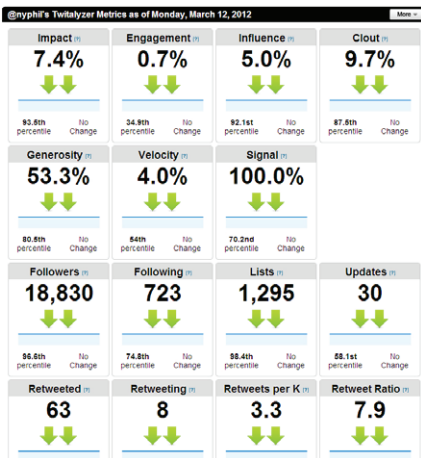 @nyphil's Twitalyzer Metrics as of Monday, March 12, 2012 More
Impact [?] Engagement [?] Influence [?] Clout [?]
7.4% 0.7% 5.0% 9.7%
93.5th percentile No Change 34.9th percentile No Change 92.1st percentile No Change 87.5th percentile No Change
Generosity [?] Velocity [?] Signal [?]
53.3% 4.0% 100.0%
80.5th percentile No Change 54th percentile No Change 70.2nd percentile No Change
Followers [?] Following [?] Lists [?] Updates [?]
18,830 723 1,295 30
96.6th percentile No Change 74.8th percentile No Change 98.4th percentile No Change 58.1st percentile No Change
Retweeted [?] Retweeting [?] Retweets per K [?] Retweet Ratio [?]
63 8 3.3 7.9